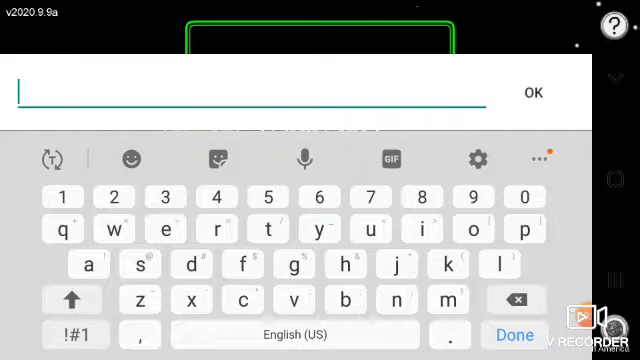 v2020.9.9a
?
OK
T GIF ...
1 2 3 4 5 6 7 8 9 0
q + w × e ÷ r = t / y _ u < i > o [ p ]
a ! s @ d # f $ g % h ^ j & k * l (
z - x ' c " v : b ; n , m ?
!#1 , English (US) . Done
V RECORDER
h America